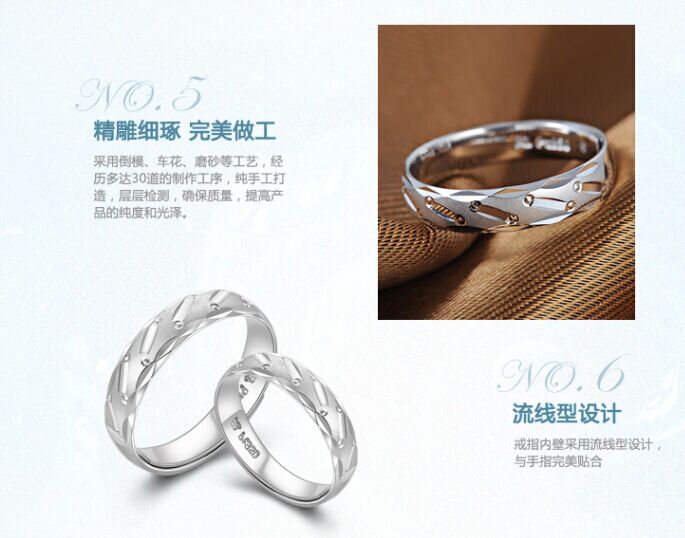 NO.5
精雕细琢 完美做工
采用倒模、车花、磨砂等工艺，经
历多达30道的制作工序，纯手工打
造，层层检测，确保质量，提高产
品的纯度和光泽。
NO.6
流线型设计
戒指内壁采用流线型设计，
与手指完美贴合